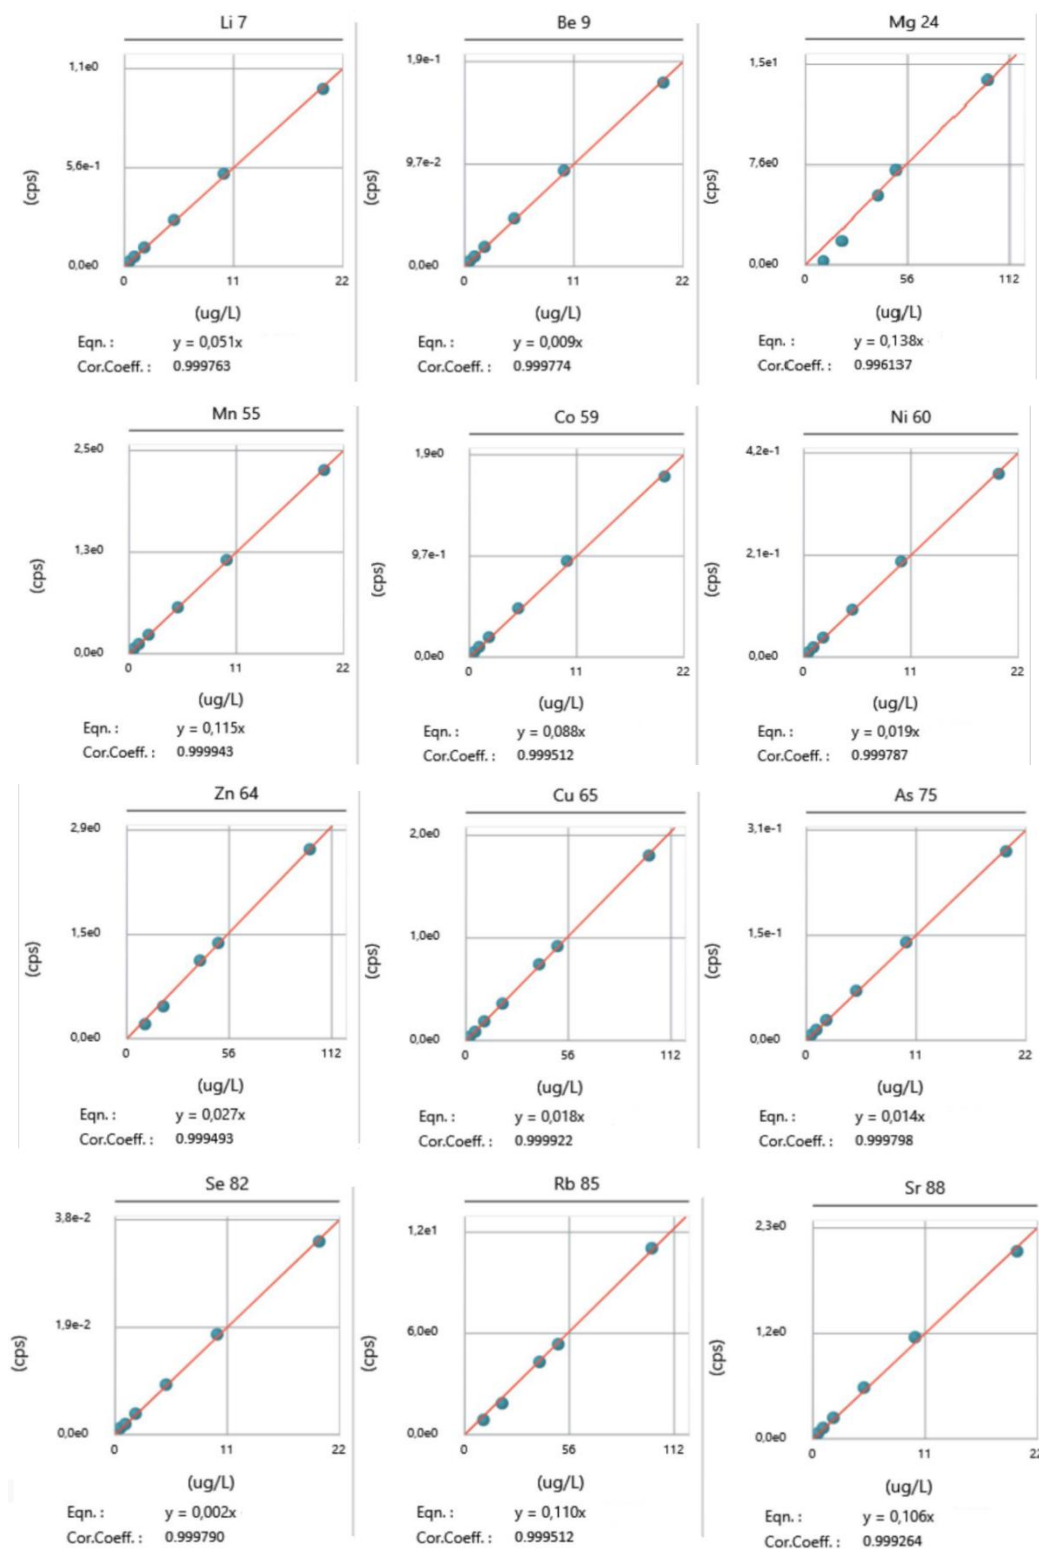 Li 7
1,1e0
5,6e-1
0,0e0
(cps)
0 11 22
(ug/L)
Eqn. : y = 0,051x
Cor.Coeff. : 0.999763
Be 9
1,9e-1
9,7e-2
0,0e0
(cps)
0 11 22
(ug/L)
Eqn. : y = 0,009x
Cor.Coeff. : 0.999774
Mg 24
1,5e1
7,6e0
0,0e0
(cps)
0 56 112
(ug/L)
Eqn. : y = 0,138x
Cor.Coeff. : 0.996137
Mn 55
2,5e0
1,3e0
0,0e0
(cps)
0 11 22
(ug/L)
Eqn. : y = 0,115x
Cor.Coeff. : 0.999943
Co 59
1,9e0
9,7e-1
0,0e0
(cps)
0 11 22
(ug/L)
Eqn. : y = 0,088x
Cor.Coeff. : 0.999512
Ni 60
4,2e-1
2,1e-1
0,0e0
(cps)
0 11 22
(ug/L)
Eqn. : y = 0,019x
Cor.Coeff. : 0.999787
Zn 64
2,9e0
1,5e0
0,0e0
(cps)
0 56 112
(ug/L)
Eqn. : y = 0,027x
Cor.Coeff. : 0.999493
Cu 65
2,0e0
1,0e0
0,0e0
(cps)
0 56 112
(ug/L)
Eqn. : y = 0,018x
Cor.Coeff. : 0.999922
As 75
3,1e-1
1,5e-1
0,0e0
(cps)
0 11 22
(ug/L)
Eqn. : y = 0,014x
Cor.Coeff. : 0.999798
Se 82
3,8e-2
1,9e-2
0,0e0
(cps)
0 11 22
(ug/L)
Eqn. : y = 0,002x
Cor.Coeff. : 0.999790
Rb 85
1,2e1
6,0e0
0,0e0
(cps)
0 56 112
(ug/L)
Eqn. : y = 0,110x
Cor.Coeff. : 0.999512
Sr 88
2,3e0
1,2e0
0,0e0
(cps)
0 11 22
(ug/L)
Eqn. : y = 0,106x
Cor.Coeff. : 0.999264